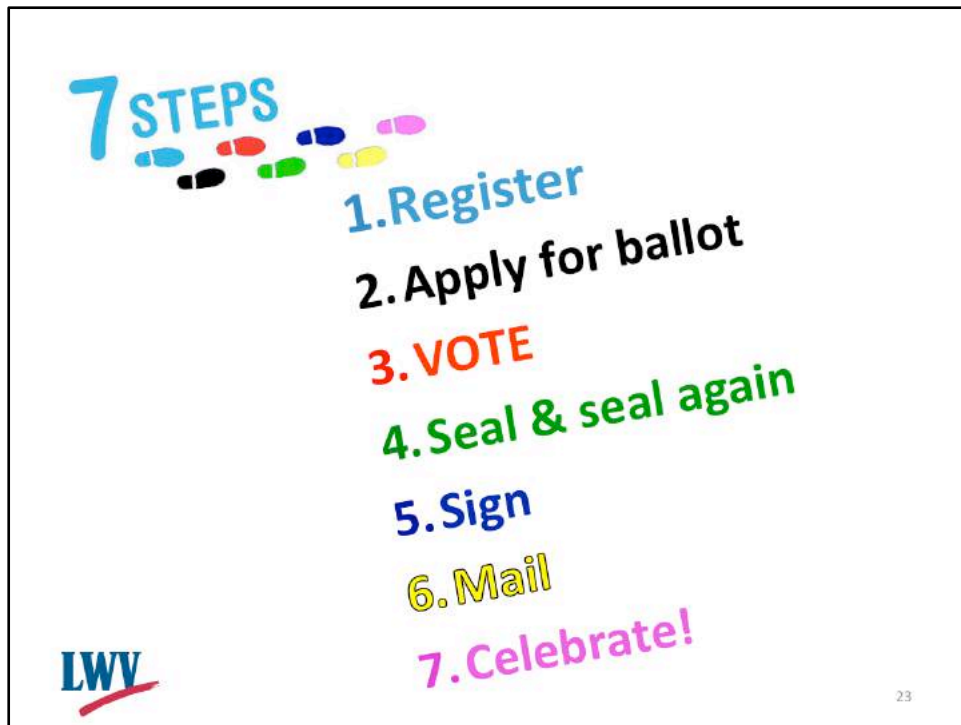 7 STEPS
1. Register
2. Apply for ballot
3. VOTE
4. Seal & seal again
5. Sign
6. Mail
7. Celebrate!
LWV
23